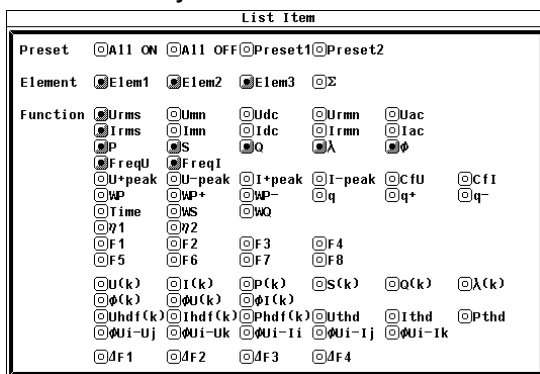 List Item
Preset All ON All OFF Preset1 Preset2
Element Elem1 Elem2 Elem3 Σ
Function Urms Umn Udc Urmn Uac
Irms Imn Idc Irmn Iac
P S Q λ ϕ
FreqU FreqI
U+peak U-peak I+peak I-peak CfU CfI
WP WP+ WP- q q+ q-
Time WS WQ
η1 η2
F1 F2 F3 F4
F5 F6 F7 F8
U(k) I(k) P(k) S(k) Q(k) λ(k)
ϕ(k) ϕU(k) ϕI(k)
Uhdf(k) Ihdf(k) Phdf(k) Uthd Ithd Pthd
ϕUi-Uj ϕUi-Uk ϕUi-Ii ϕUi-Ij ϕUi-Ik
ΔF1 ΔF2 ΔF3 ΔF4